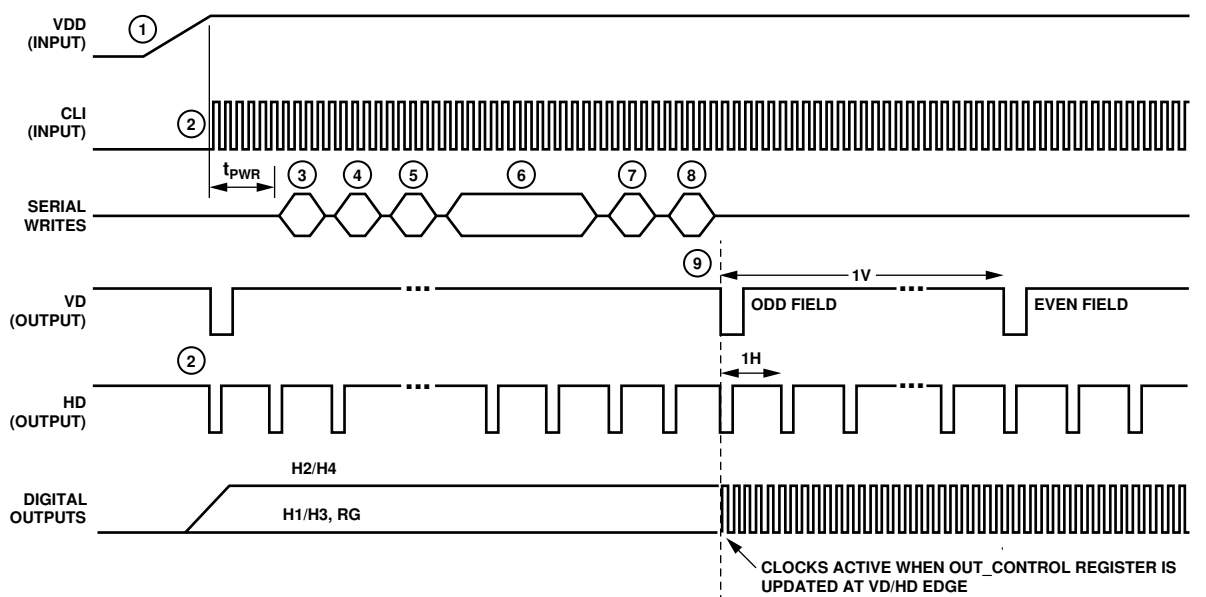 VDD
(INPUT)
1
CLI
(INPUT)
2
tPWR
3
4
5
6
7
8
SERIAL
WRITES
9
1V
VD
(OUTPUT)
ODD FIELD
EVEN FIELD
2
1H
HD
(OUTPUT)
H2/H4
DIGITAL
OUTPUTS
H1/H3, RG
CLOCKS ACTIVE WHEN OUT_CONTROL REGISTER IS
UPDATED AT VD/HD EDGE